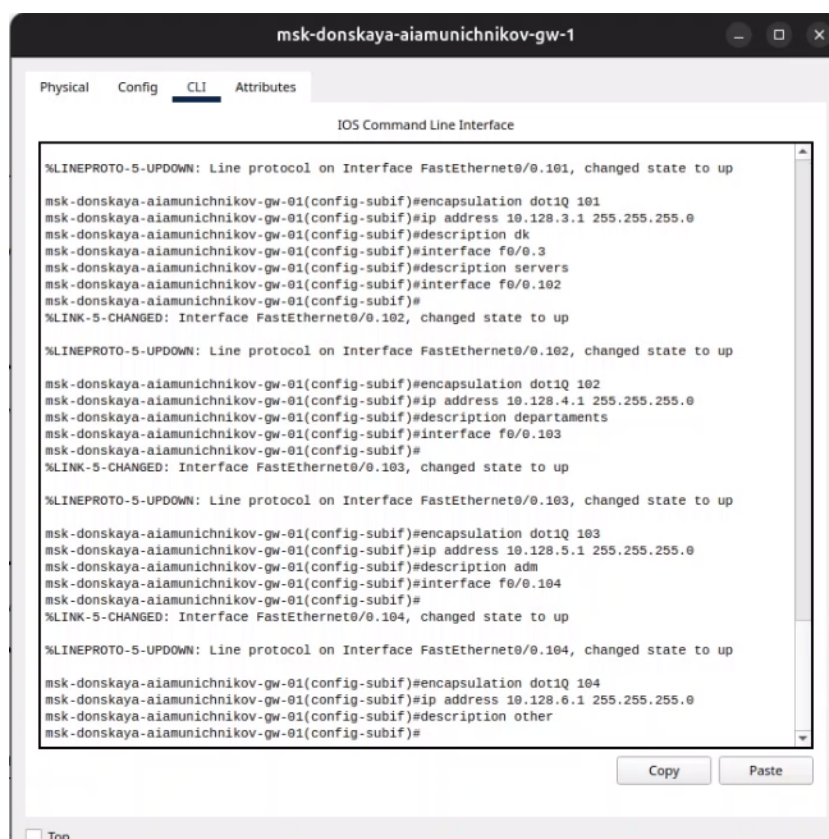 msk-donskaya-aiamunichnikov-gw-1
Physical Config CLI Attributes
IOS Command Line Interface
%LINEPROTO-5-UPDOWN: Line protocol on Interface FastEthernet0/0.101, changed state to up
msk-donskaya-aiamunichnikov-gw-01(config-subif)#encapsulation dot1Q 101
msk-donskaya-aiamunichnikov-gw-01(config-subif)#ip address 10.128.3.1 255.255.255.0
msk-donskaya-aiamunichnikov-gw-01(config-subif)#description dk
msk-donskaya-aiamunichnikov-gw-01(config-subif)#interface f0/0.3
msk-donskaya-aiamunichnikov-gw-01(config-subif)#description servers
msk-donskaya-aiamunichnikov-gw-01(config-subif)#interface f0/0.102
msk-donskaya-aiamunichnikov-gw-01(config-subif)#
%LINK-5-CHANGED: Interface FastEthernet0/0.102, changed state to up
%LINEPROTO-5-UPDOWN: Line protocol on Interface FastEthernet0/0.102, changed state to up
msk-donskaya-aiamunichnikov-gw-01(config-subif)#encapsulation dot1Q 102
msk-donskaya-aiamunichnikov-gw-01(config-subif)#ip address 10.128.4.1 255.255.255.0
msk-donskaya-aiamunichnikov-gw-01(config-subif)#description departaments
msk-donskaya-aiamunichnikov-gw-01(config-subif)#interface f0/0.103
msk-donskaya-aiamunichnikov-gw-01(config-subif)#
%LINK-5-CHANGED: Interface FastEthernet0/0.103, changed state to up
%LINEPROTO-5-UPDOWN: Line protocol on Interface FastEthernet0/0.103, changed state to up
msk-donskaya-aiamunichnikov-gw-01(config-subif)#encapsulation dot1Q 103
msk-donskaya-aiamunichnikov-gw-01(config-subif)#ip address 10.128.5.1 255.255.255.0
msk-donskaya-aiamunichnikov-gw-01(config-subif)#description adm
msk-donskaya-aiamunichnikov-gw-01(config-subif)#interface f0/0.104
msk-donskaya-aiamunichnikov-gw-01(config-subif)#
%LINK-5-CHANGED: Interface FastEthernet0/0.104, changed state to up
%LINEPROTO-5-UPDOWN: Line protocol on Interface FastEthernet0/0.104, changed state to up
msk-donskaya-aiamunichnikov-gw-01(config-subif)#encapsulation dot1Q 104
msk-donskaya-aiamunichnikov-gw-01(config-subif)#ip address 10.128.6.1 255.255.255.0
msk-donskaya-aiamunichnikov-gw-01(config-subif)#description other
msk-donskaya-aiamunichnikov-gw-01(config-subif)#
Copy Paste
Top